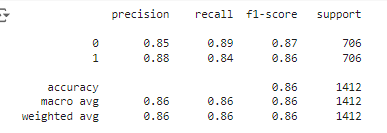 precision recall f1-score support
0 0.85 0.89 0.87 706
1 0.88 0.84 0.86 706
accuracy 0.86 1412
macro avg 0.86 0.86 0.86 1412
weighted avg 0.86 0.86 0.86 1412